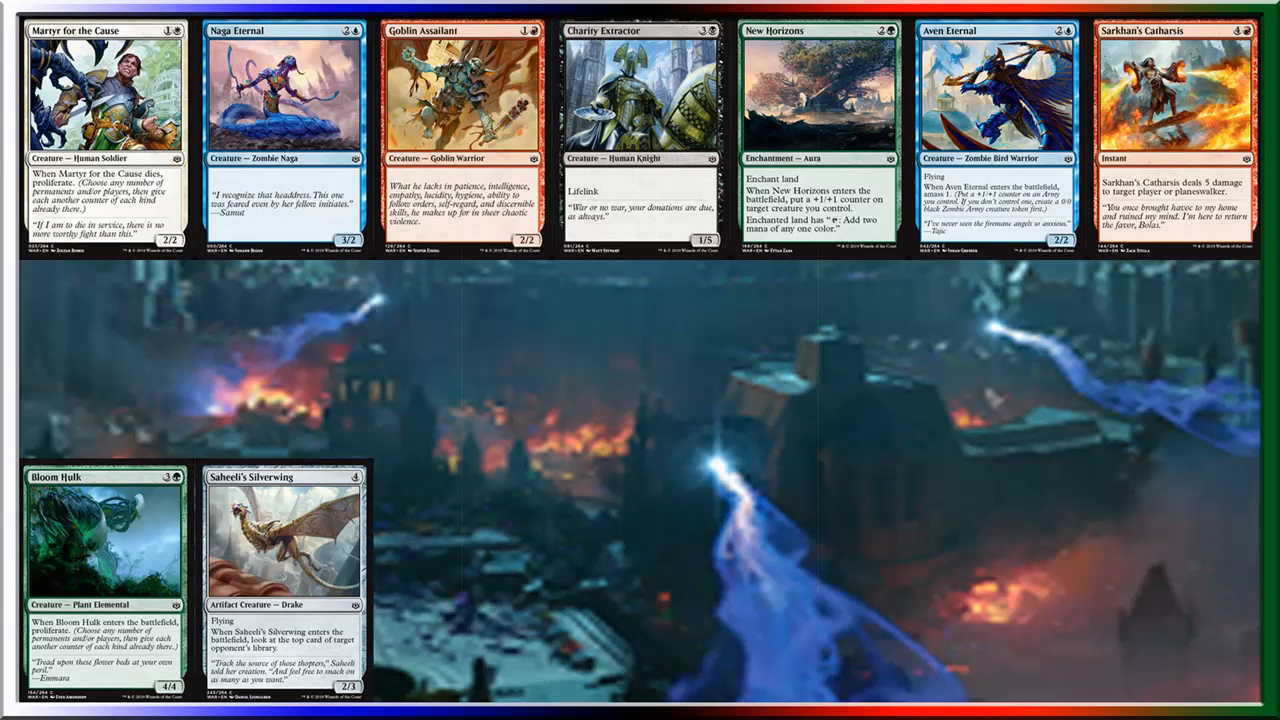 Martyr for the Cause 1
Creature — Human Soldier
When Martyr for the Cause dies,
proliferate. (Choose any number of
permanents and/or players, then give
each another counter of each kind
already there.)
"If I am to die in service, there is no
more worthy fight than this."
2/2
Naga Eternal 2
Creature — Zombie Naga
"I recognize that headdress. This one
was feared even by her fellow initiates."
—Samut
3/2
Goblin Assailant 1
Creature — Goblin Warrior
What he lacks in patience, intelligence,
empathy, lucidity, hygiene, ability to
follow orders, self-regard, and discernible
skills, he makes up for in sheer chaotic
violence.
2/2
Charity Extractor 3
Creature — Human Knight
Lifelink
"War or no war, your donations are due,
as always."
1/5
New Horizons 2
Enchantment — Aura
Enchant land
When New Horizons enters the
battlefield, put a +1/+1 counter on
target creature you control.
Enchanted land has ": Add two
mana of any one color."
Aven Eternal 2
Creature — Zombie Bird Warrior
Flying
When Aven Eternal enters the battlefield,
amass 1. (Put a +1/+1 counter on an Army
you control. If you don't control one, create a 0/0
black Zombie Army creature token first.)
"I've never seen the firemane angels so anxious."
—Tajic
2/2
Sarkhan's Catharsis 4
Instant
Sarkhan's Catharsis deals 5 damage
to target player or planeswalker.
"You once brought havoc to my home
and ruined my mind. I'm here to return
the favor, Bolas."
Bloom Hulk 3
Creature — Plant Elemental
When Bloom Hulk enters the battlefield,
proliferate. (Choose any number of
permanents and/or players, then give each
another counter of each kind already there.)
"Tread upon these flower beds at your own
peril."
—Emmara
4/4
Saheeli's Silverwing 4
Artifact Creature — Drake
Flying
When Saheeli's Silverwing enters the
battlefield, look at the top card of target
opponent's library.
"Track the source of those thopters," Saheeli
told her creation. "And feel free to snack on
as many as you want."
2/3